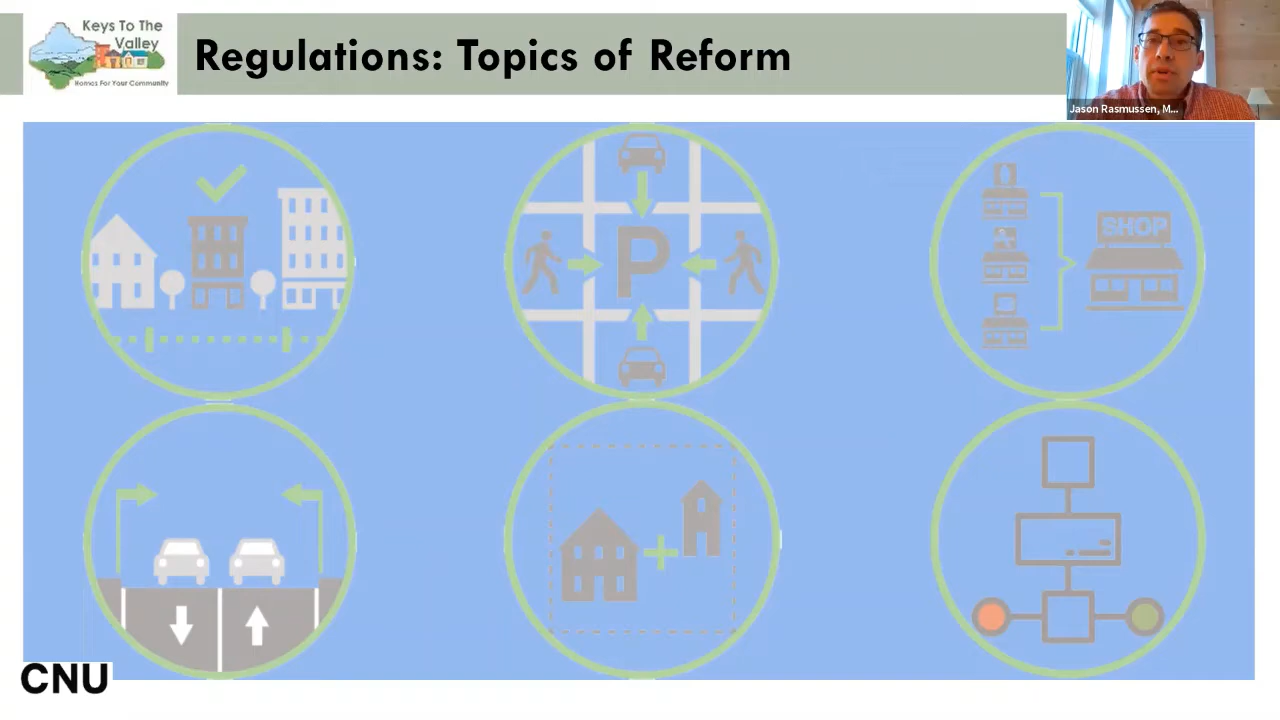 Keys To The
Valley
Homes For Your Community
Regulations: Topics of Reform
Jason Rasmussen, M...
P
SHOP
CNU